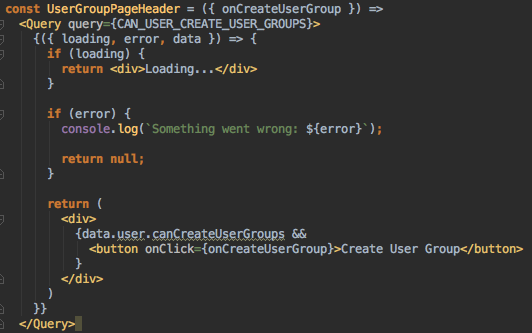 const UserGroupPageHeader = ({ onCreateUserGroup }) =>
  <Query query={CAN_USER_CREATE_USER_GROUPS}>
    {({ loading, error, data }) => {
      if (loading) {
        return <div>Loading...</div>
      }

      if (error) {
        console.log(`Something went wrong: ${error}`);

        return null;
      }

      return (
        <div>
          {data.user.canCreateUserGroups &&
            <button onClick={onCreateUserGroup}>Create User Group</button>
          }
        </div>
      )
    }}
  </Query>